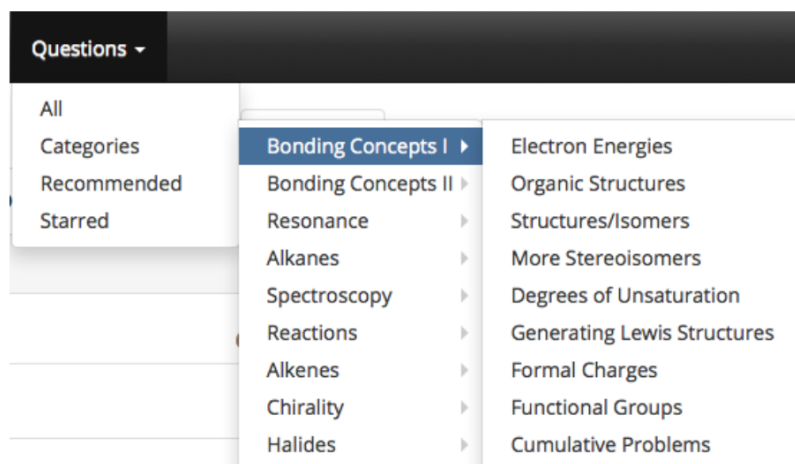 Questions
All
Categories
Recommended
Starred
Bonding Concepts I
Bonding Concepts II
Resonance
Alkanes
Spectroscopy
Reactions
Alkenes
Chirality
Halides
Electron Energies
Organic Structures
Structures/Isomers
More Stereoisomers
Degrees of Unsaturation
Generating Lewis Structures
Formal Charges
Functional Groups
Cumulative Problems